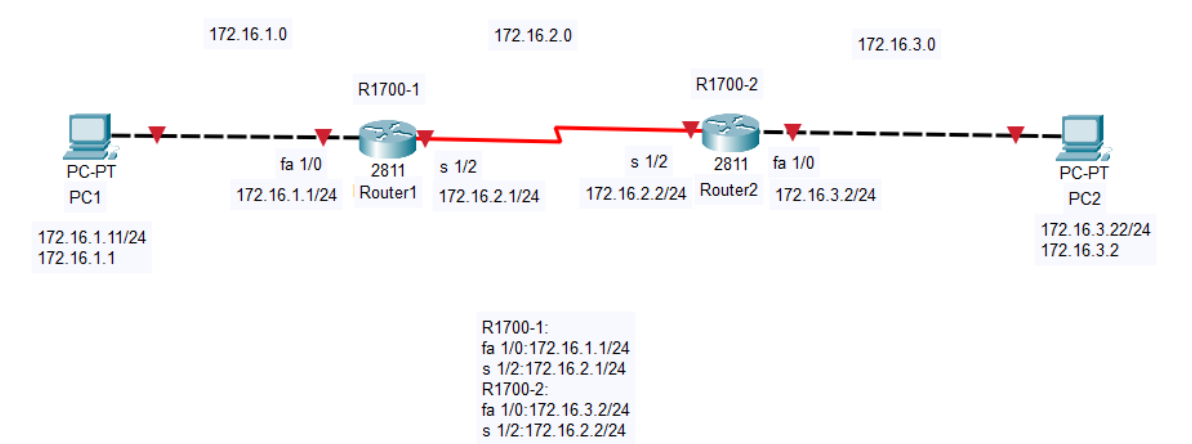 172.16.1.0
172.16.2.0
172.16.3.0
R1700-1
R1700-2
PC-PT
PC1
fa 1/0
172.16.1.1/24
2811
Router1
s 1/2
172.16.2.1/24
s 1/2
172.16.2.2/24
2811
Router2
fa 1/0
172.16.3.2/24
PC-PT
PC2
172.16.1.11/24
172.16.1.1
172.16.3.22/24
172.16.3.2
R1700-1:
fa 1/0:172.16.1.1/24
s 1/2:172.16.2.1/24
R1700-2:
fa 1/0:172.16.3.2/24
s 1/2:172.16.2.2/24